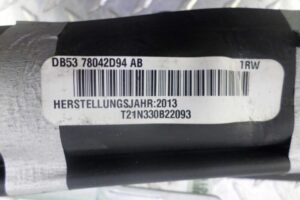 DB53 78042D94 AB TRW
HERSTELLUNGSJAHR:2013
T21N330B22093